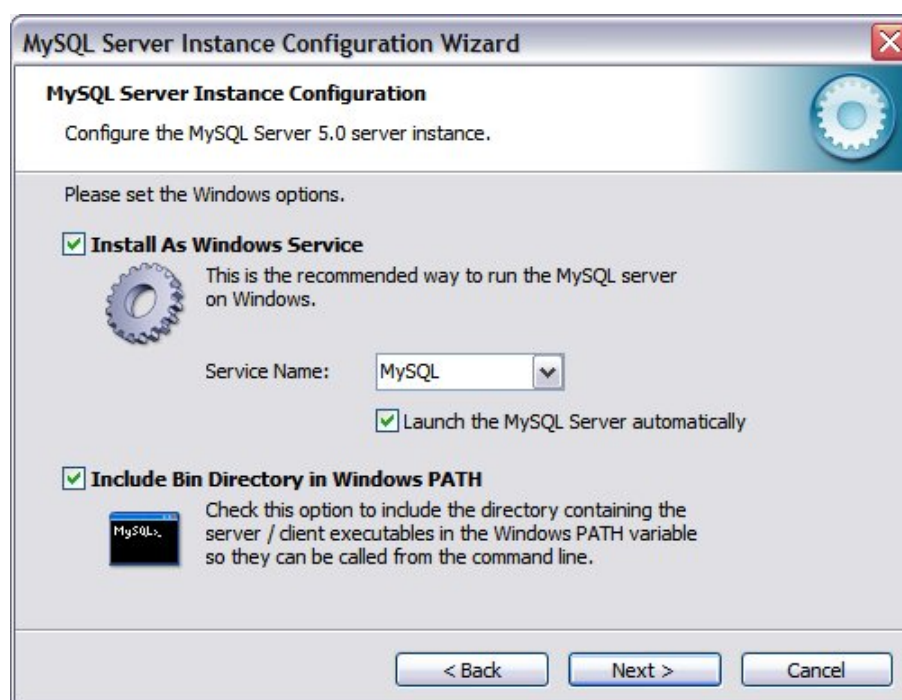 MySQL Server Instance Configuration Wizard
MySQL Server Instance Configuration
Configure the MySQL Server 5.0 server instance.
Please set the Windows options.
Install As Windows Service
This is the recommended way to run the MySQL server
on Windows.
Service Name: MySQL
Launch the MySQL Server automatically
Include Bin Directory in Windows PATH
Check this option to include the directory containing the
server / client executables in the Windows PATH variable
so they can be called from the command line.
MySQL>_
< Back Next > Cancel